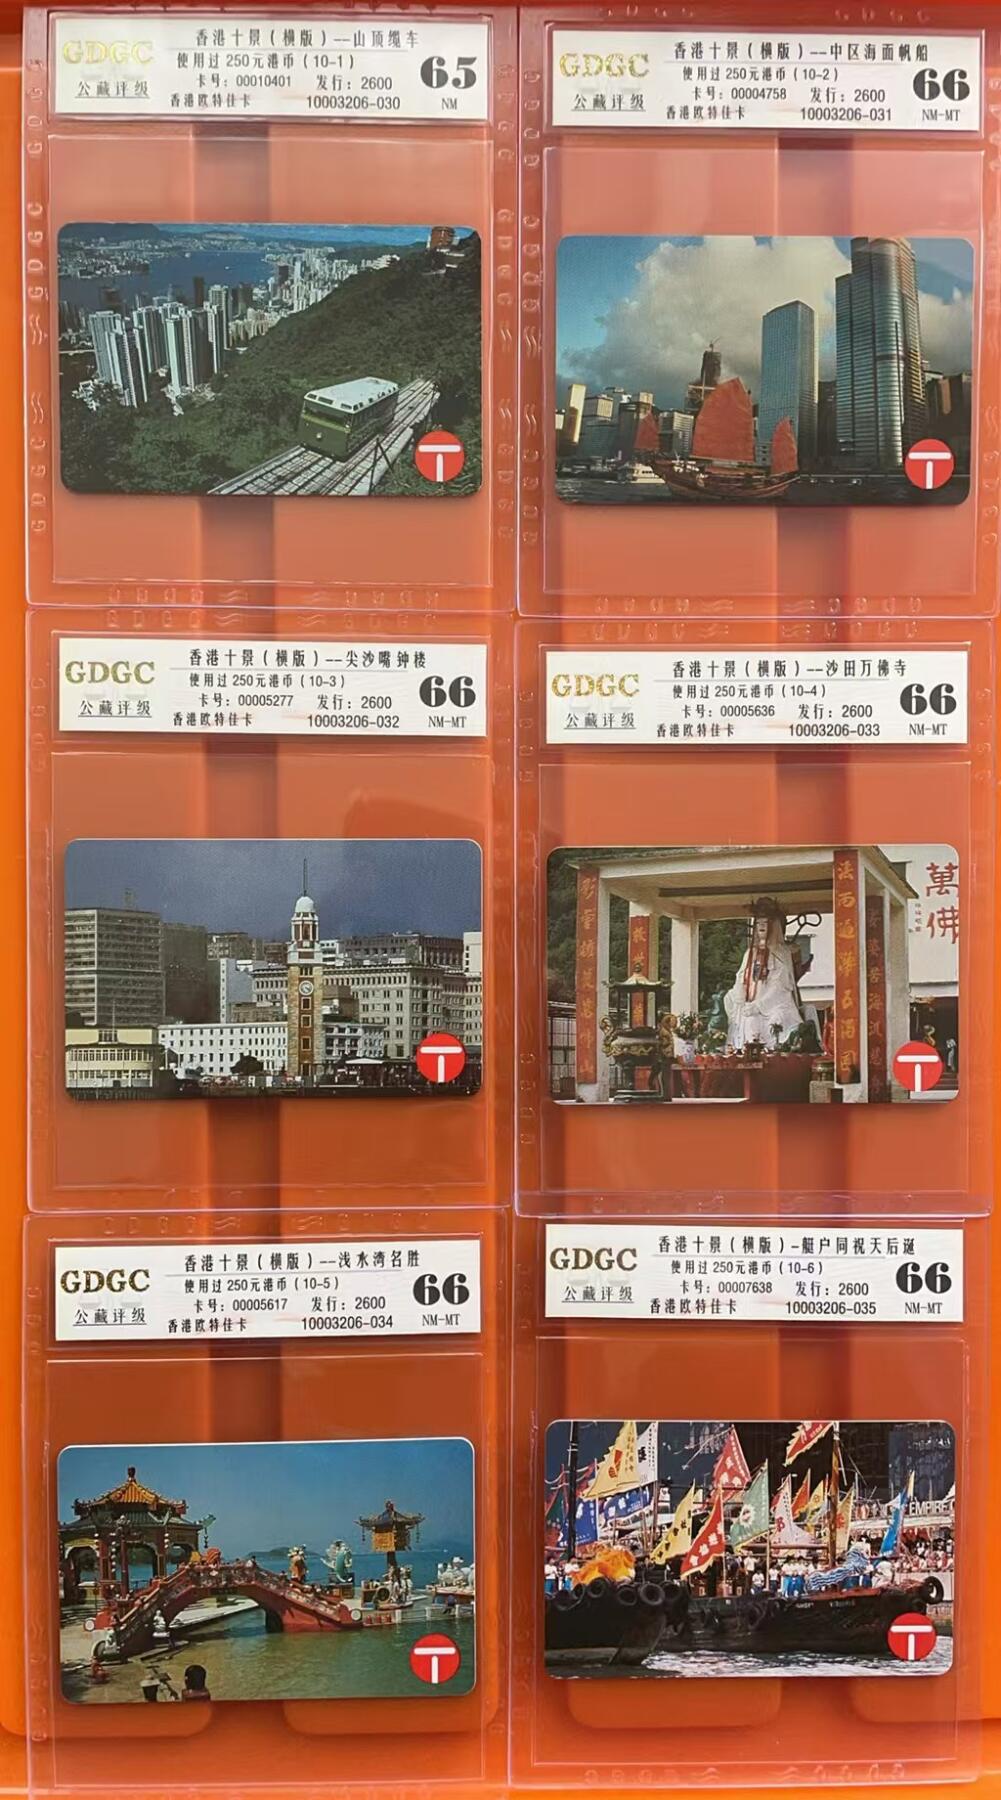 GDGC
公藏评级
香港十景（横版）--山顶缆车
使用过 250元港币（10-1）
卡号：00010401 发行：2600
香港欧特佳卡 10003206-030
65
NM
GDGC
公藏评级
香港十景（横版）--中区海面帆船
使用过 250元港币（10-2）
卡号：00004758 发行：2600
香港欧特佳卡 10003206-031
66
NM-MT
GDGC
公藏评级
香港十景（横版）--尖沙嘴钟楼
使用过 250元港币（10-3）
卡号：00005277 发行：2600
香港欧特佳卡 10003206-032
66
NM-MT
GDGC
公藏评级
香港十景（横版）--沙田万佛寺
使用过 250元港币（10-4）
卡号：00005636 发行：2600
香港欧特佳卡 10003206-033
66
NM-MT
萬佛
GDGC
公藏评级
香港十景（横版）--浅水湾名胜
使用过 250元港币（10-5）
卡号：00005617 发行：2600
香港欧特佳卡 10003206-034
66
NM-MT
GDGC
公藏评级
香港十景（横版）-艇户同祝天后诞
使用过 250元港币（10-6）
卡号：00007638 发行：2600
香港欧特佳卡 10003206-035
66
NM-MT
EMPIRE